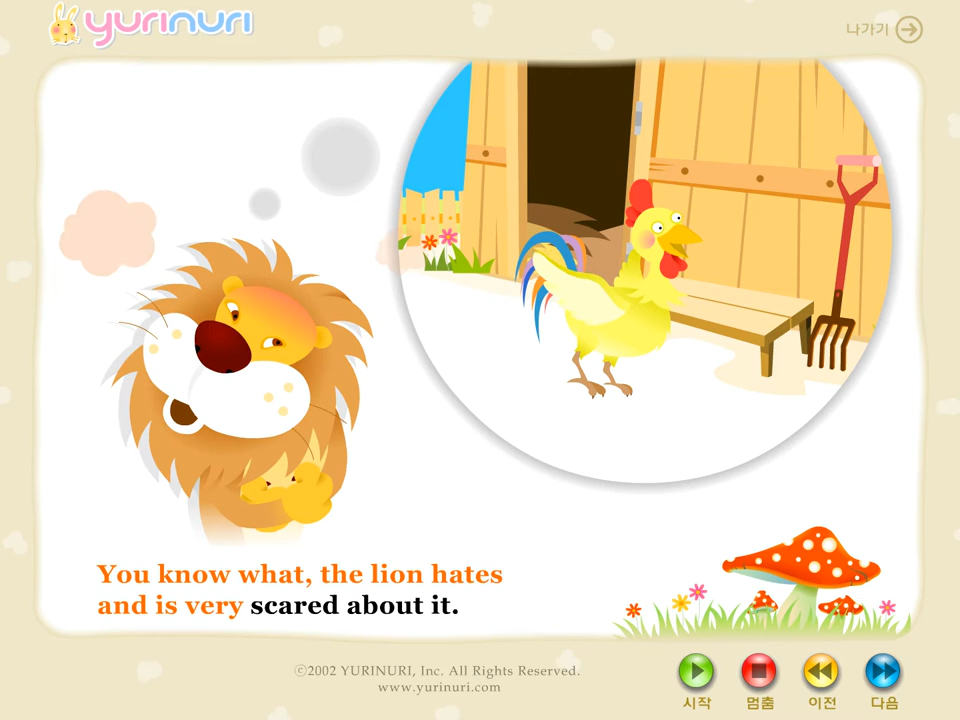 yurinuri
나가기
You know what, the lion hates
and is very scared about it.
ⓒ2002 YURINURI, Inc. All Rights Reserved.
www.yurinuri.com
시작 멈춤 이전 다음